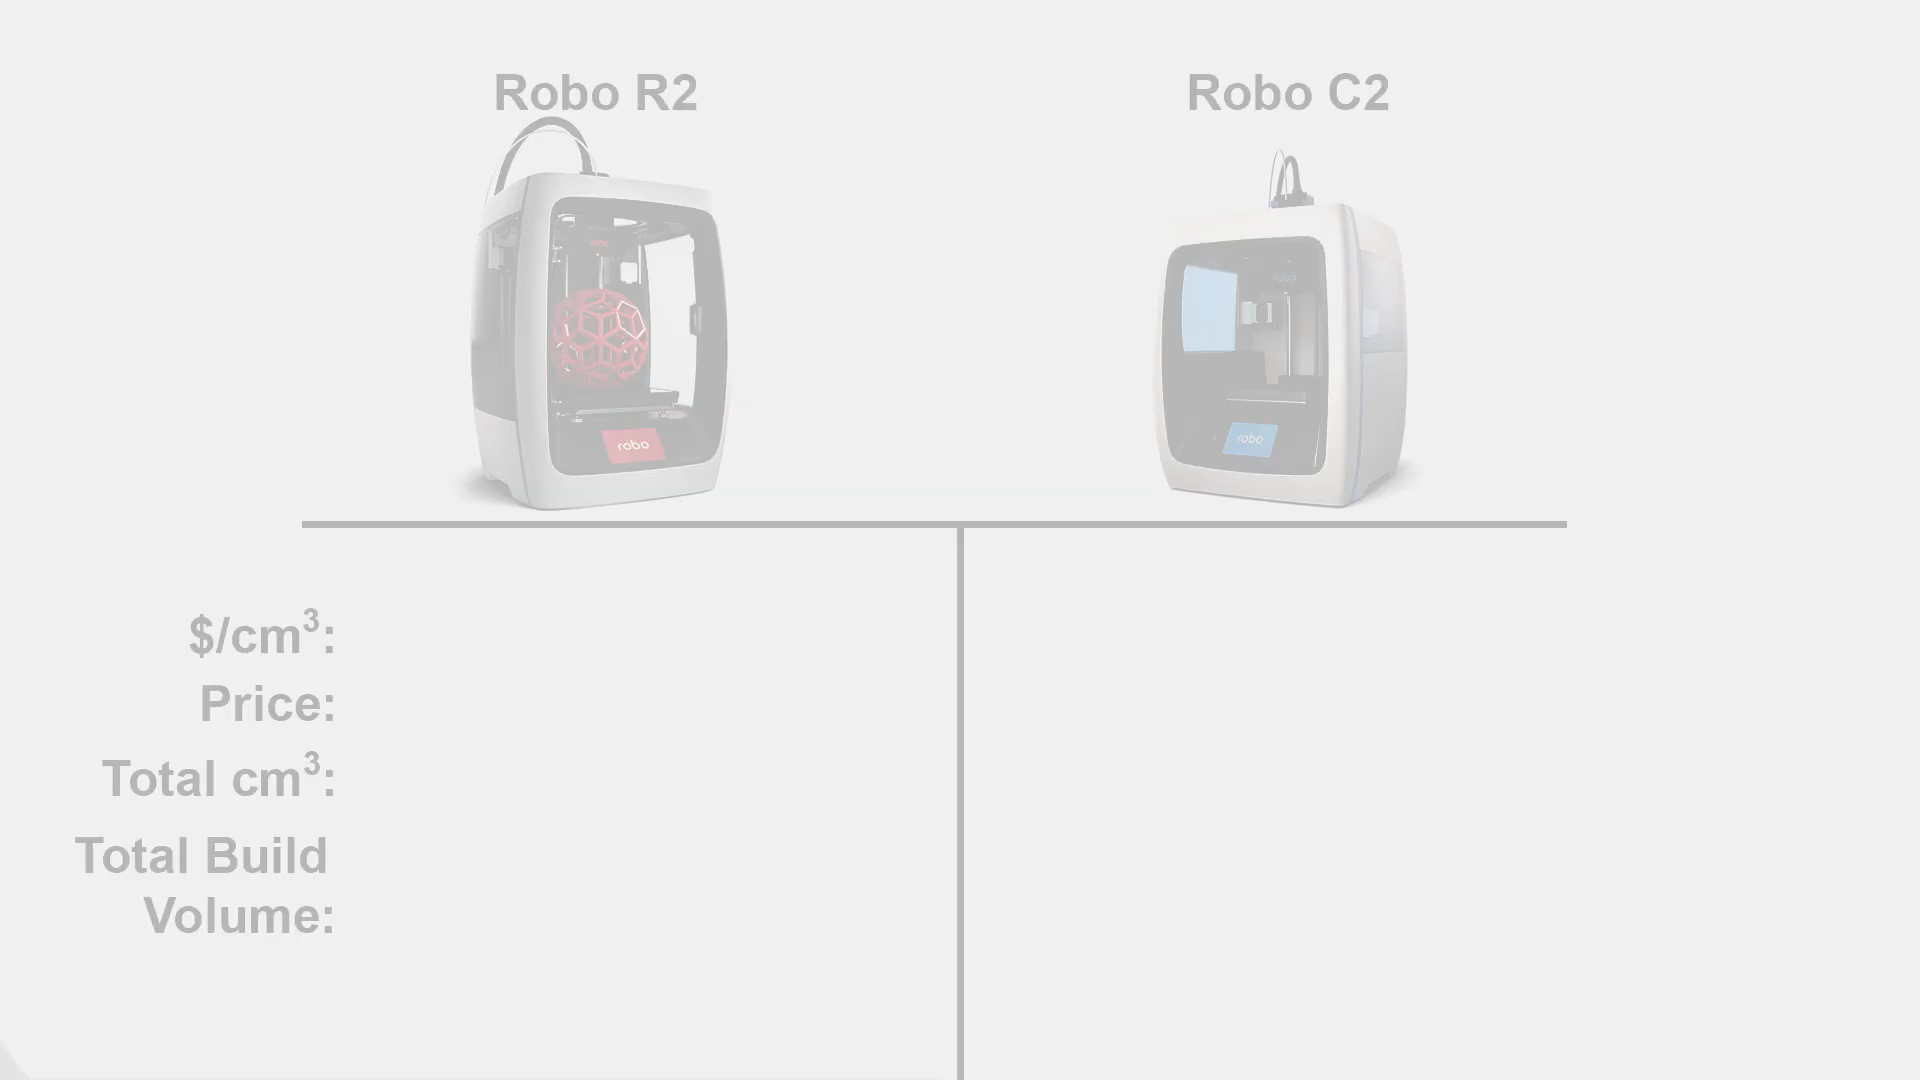 Robo R2
Robo C2
robo
robo
robo
$/cm³:
Price:
Total cm³:
Total Build
Volume: